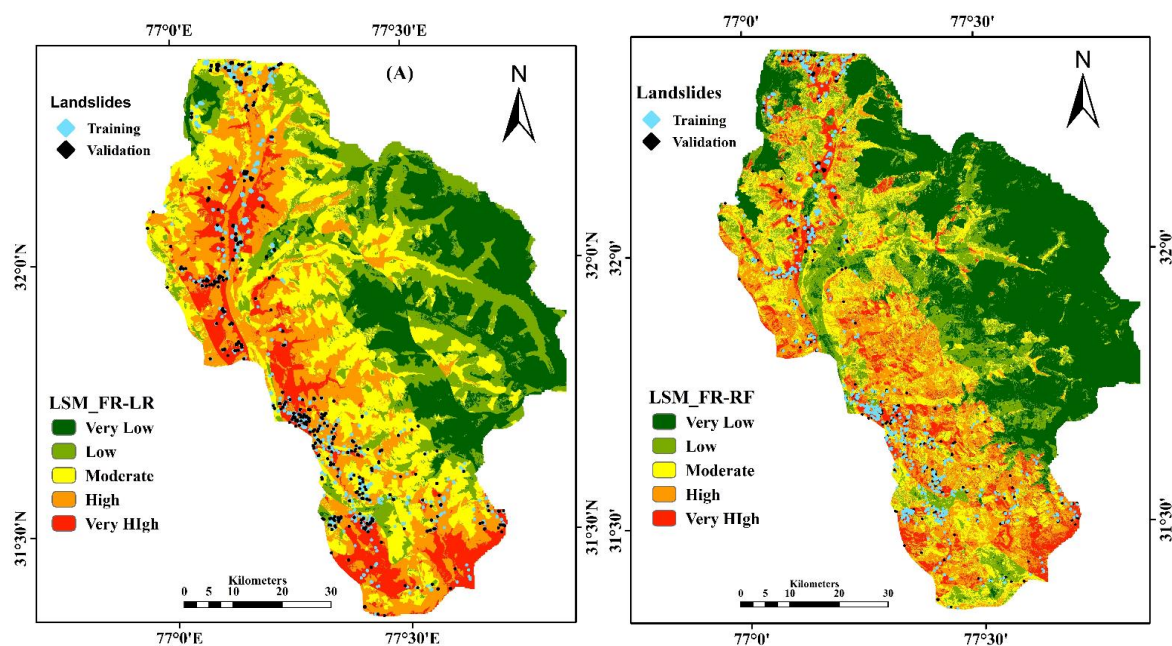 77°0'E
77°30'E
(A)
N
Landslides
Training
Validation
32°0'N
32°0'N
LSM_FR-LR
Very Low
Low
Moderate
High
Very HIgh
31°30'N
31°30'N
Kilometers
0 5 10 20 30
77°0'E
77°30'E
77°0'
77°30'
N
Landslides
Training
Validation
32°0'
32°0'
LSM_FR-RF
Very Low
Low
Moderate
High
Very HIgh
31°30'
31°30'
Kilometers
0 5 10 20 30
77°0'
77°30'